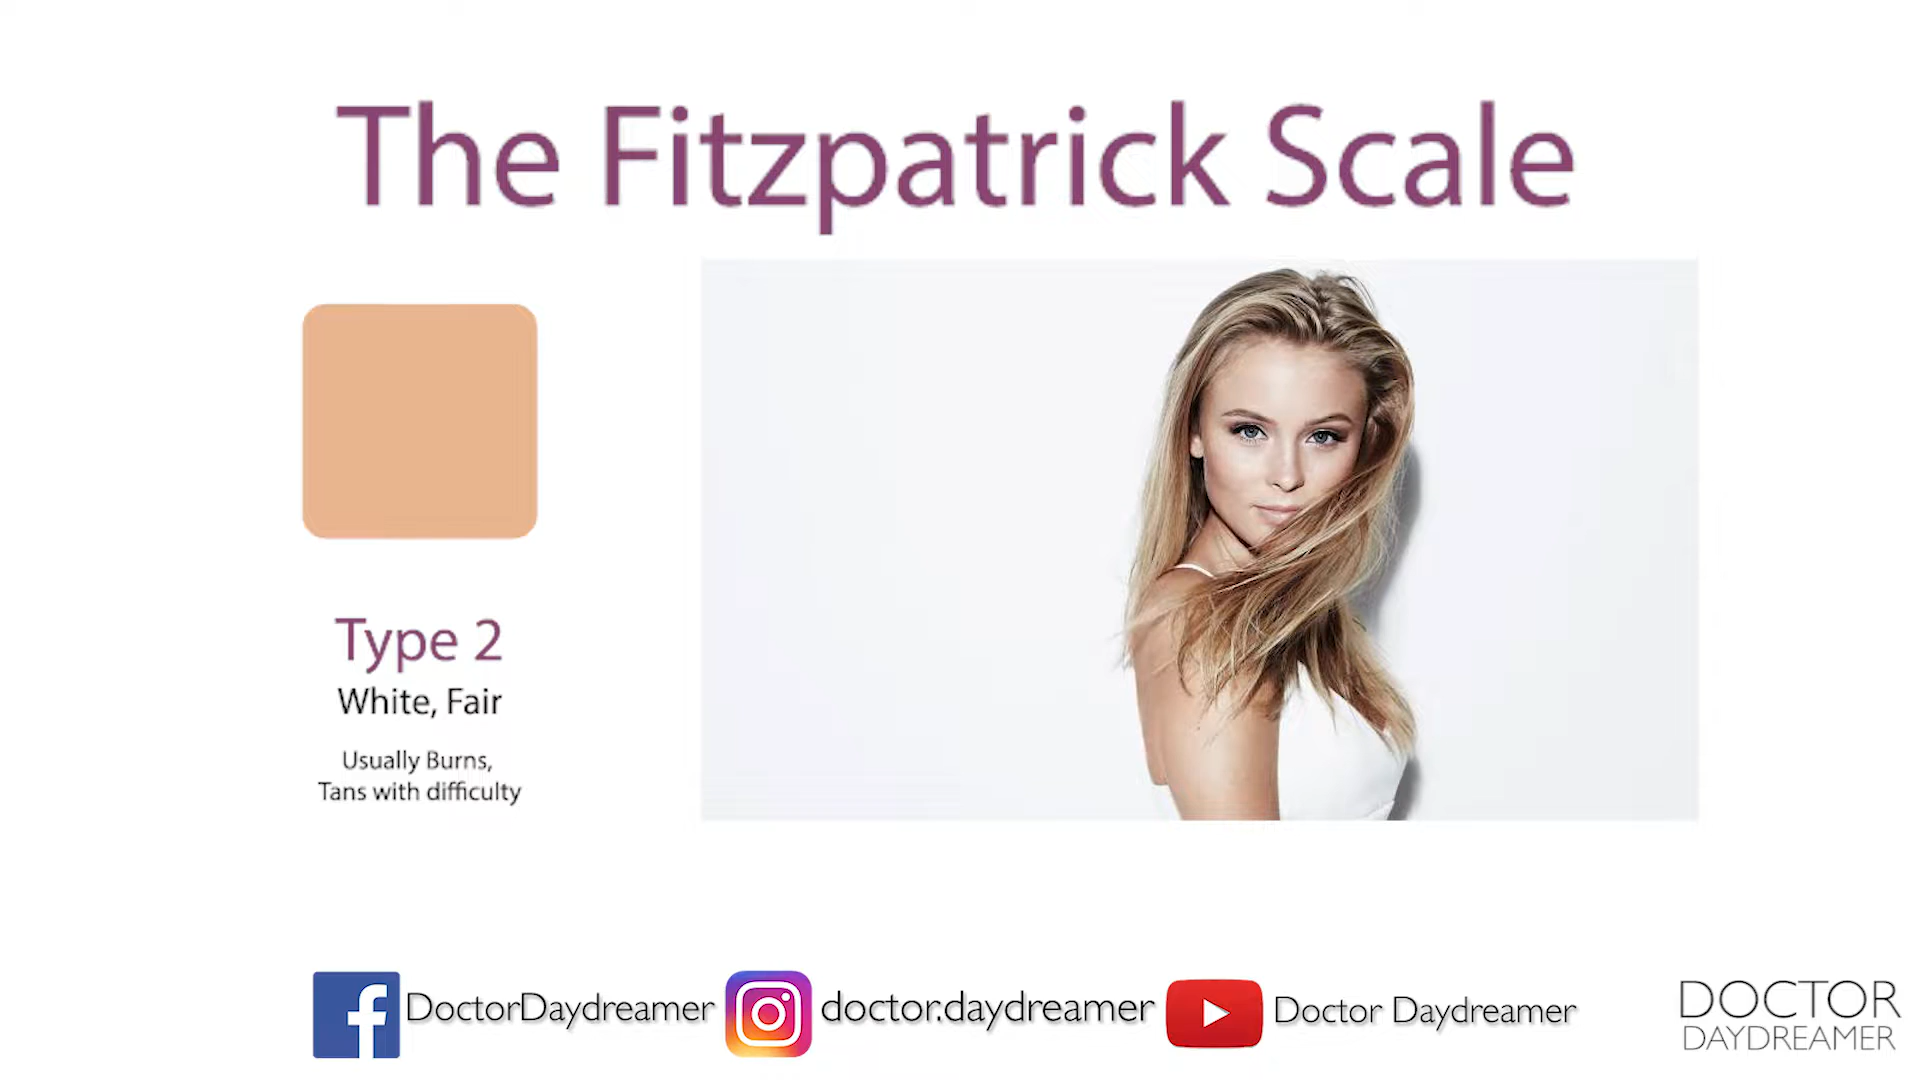 The Fitzpatrick Scale
Type 2
White, Fair
Usually Burns,
Tans with difficulty
DoctorDaydreamer
doctor.daydreamer
Doctor Daydreamer
DOCTOR
DAYDREAMER